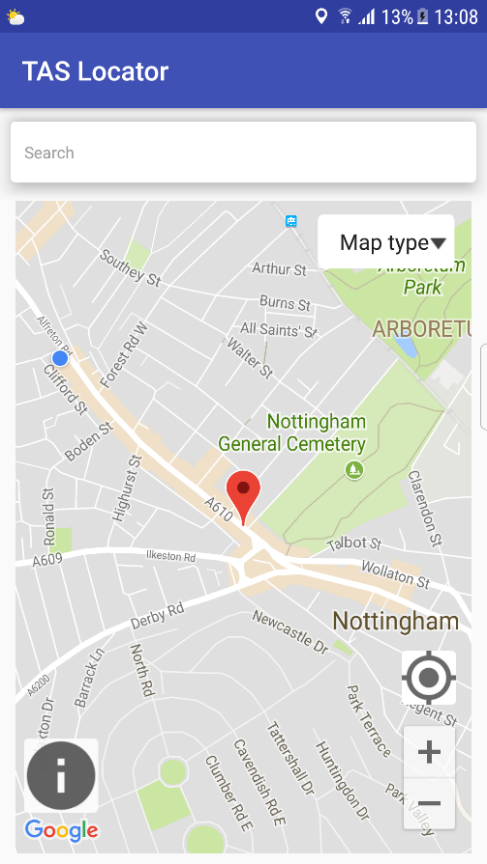 13% 13:08
TAS Locator
Search
Map type
Southey St
Arthur St
Arboretum
Park
Burns St
Alfreton Rd
Forest Rd W
All Saints' St
ARBORETU
Walter St
Clifford St
Nottingham
General Cemetery
Boden St
Highurst St
Ronald St
A610
Clarendon St
Talbot St
A609
Ilkeston Rd
Wollaton St
Derby Rd
Newcastle Dr
Nottingham
North Rd
Barrack Ln
A6200
xton Dr
Park Terrace
egent St
Tattershall Dr
Cavendish Rd E
Clumber Rd E
Huntingdon Dr
Park Valley
i
+
−
Google